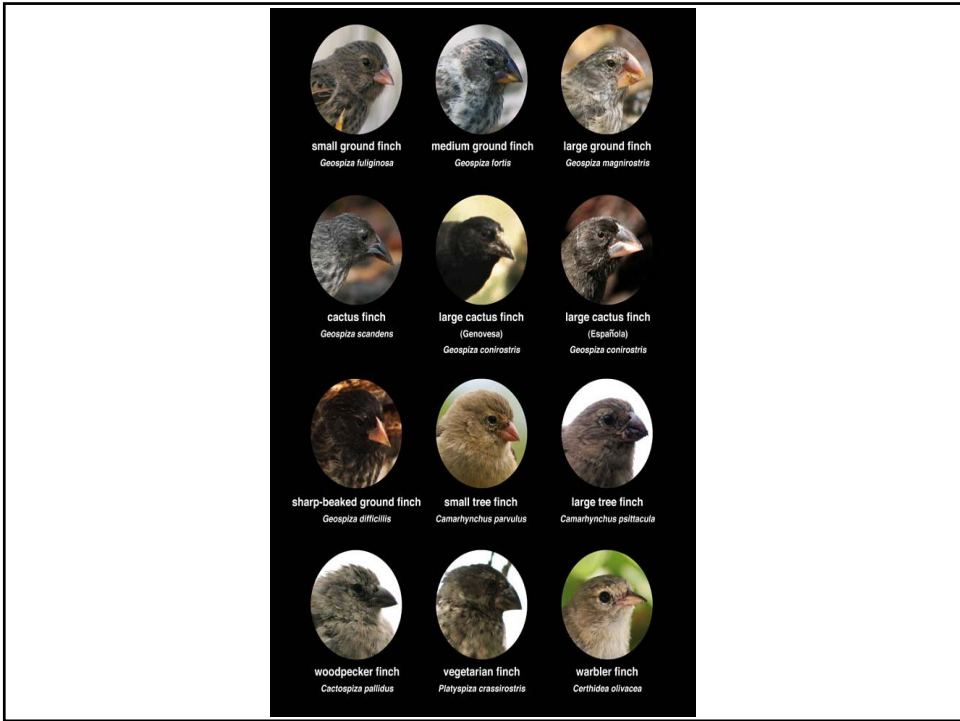 small ground finch
Geospiza fuliginosa
medium ground finch
Geospiza fortis
large ground finch
Geospiza magnirostris
cactus finch
Geospiza scandens
large cactus finch
(Genovesa)
Geospiza conirostris
large cactus finch
(Española)
Geospiza conirostris
sharp-beaked ground finch
Geospiza difficillis
small tree finch
Camarhynchus parvulus
large tree finch
Camarhynchus psittacula
woodpecker finch
Cactospiza pallidus
vegetarian finch
Platyspiza crassirostris
warbler finch
Certhidea olivacea